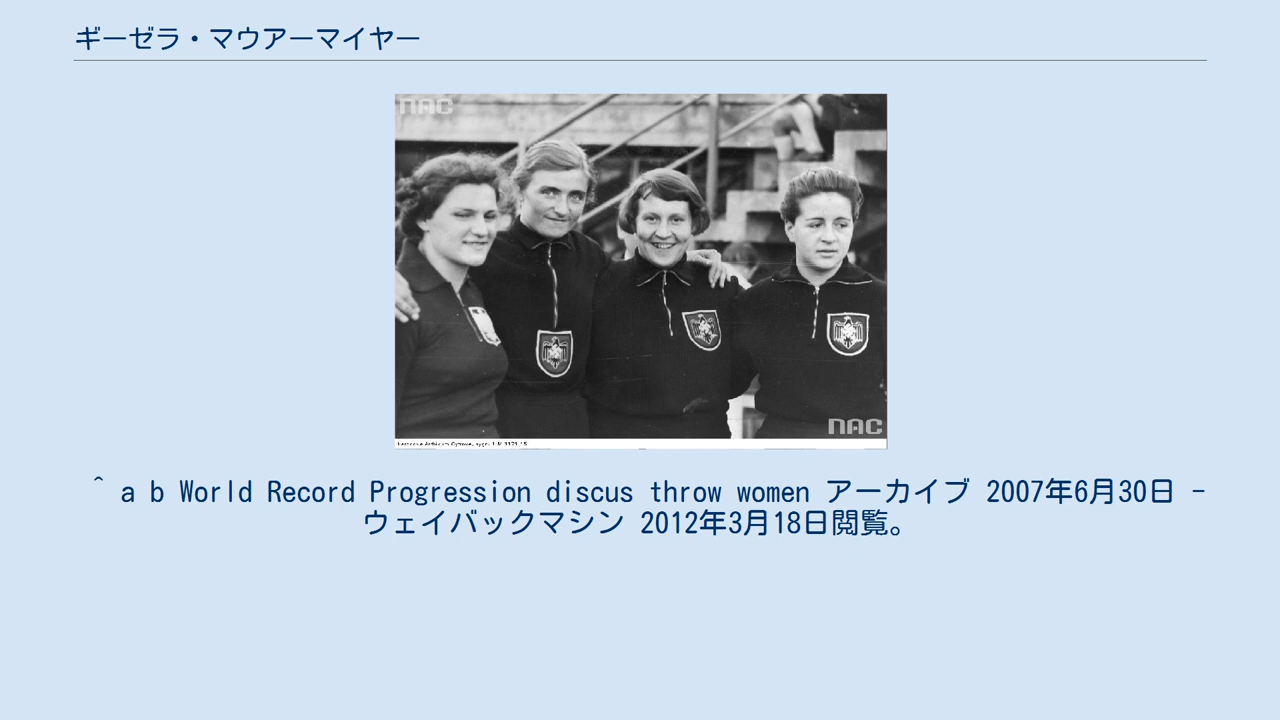 ギーゼラ・マウアーマイヤー
NAC
NAC
^ a b World Record Progression discus throw women アーカイブ 2007年6月30日 -
ウェイバックマシン 2012年3月18日閲覧。